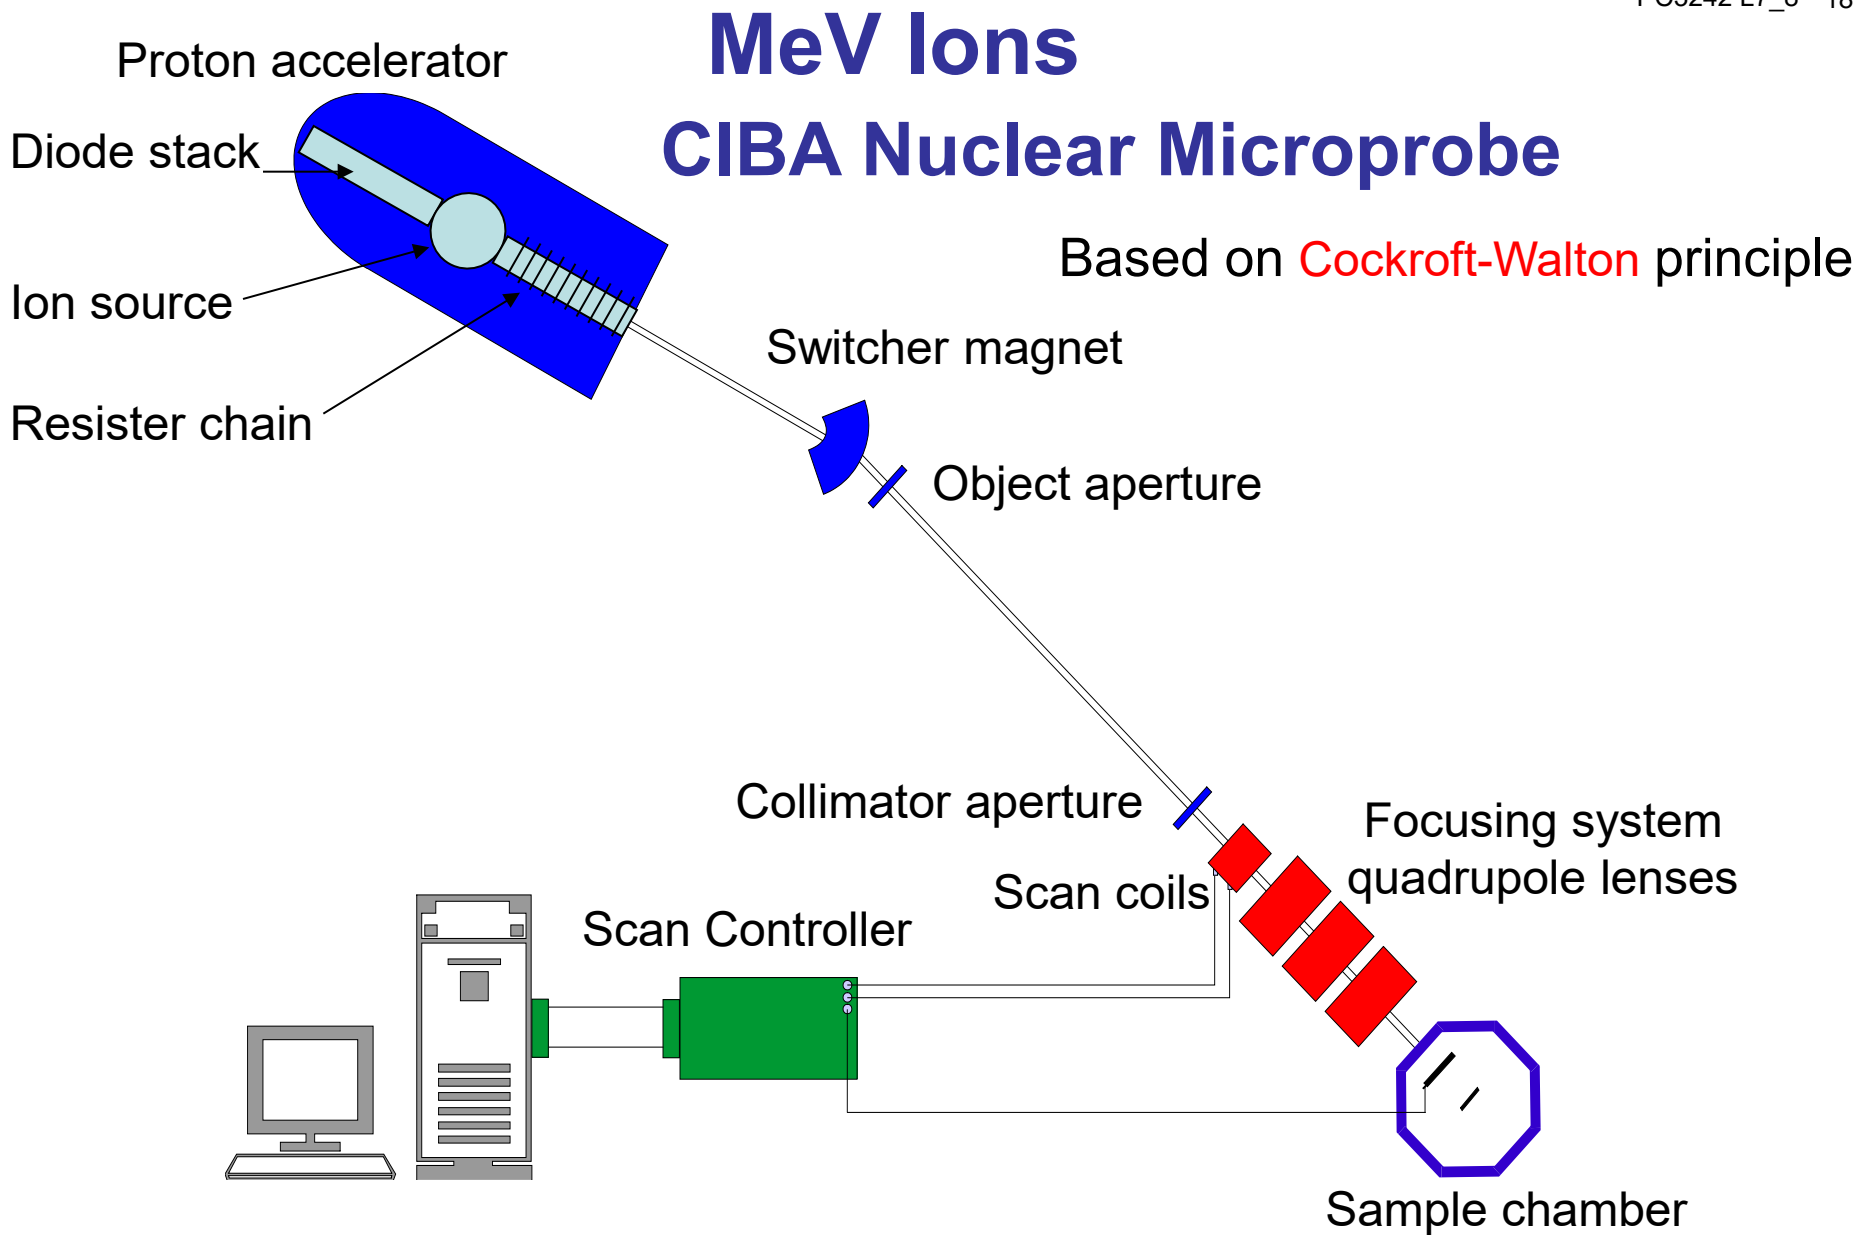 18
MeV Ions
Proton accelerator
CIBA Nuclear Microprobe
Diode stack
Based on Cockroft-Walton principle
Ion source
Switcher magnet
Resister chain
Object aperture
Collimator aperture
Focusing system
quadrupole lenses
Scan coils
Scan Controller
Sample chamber